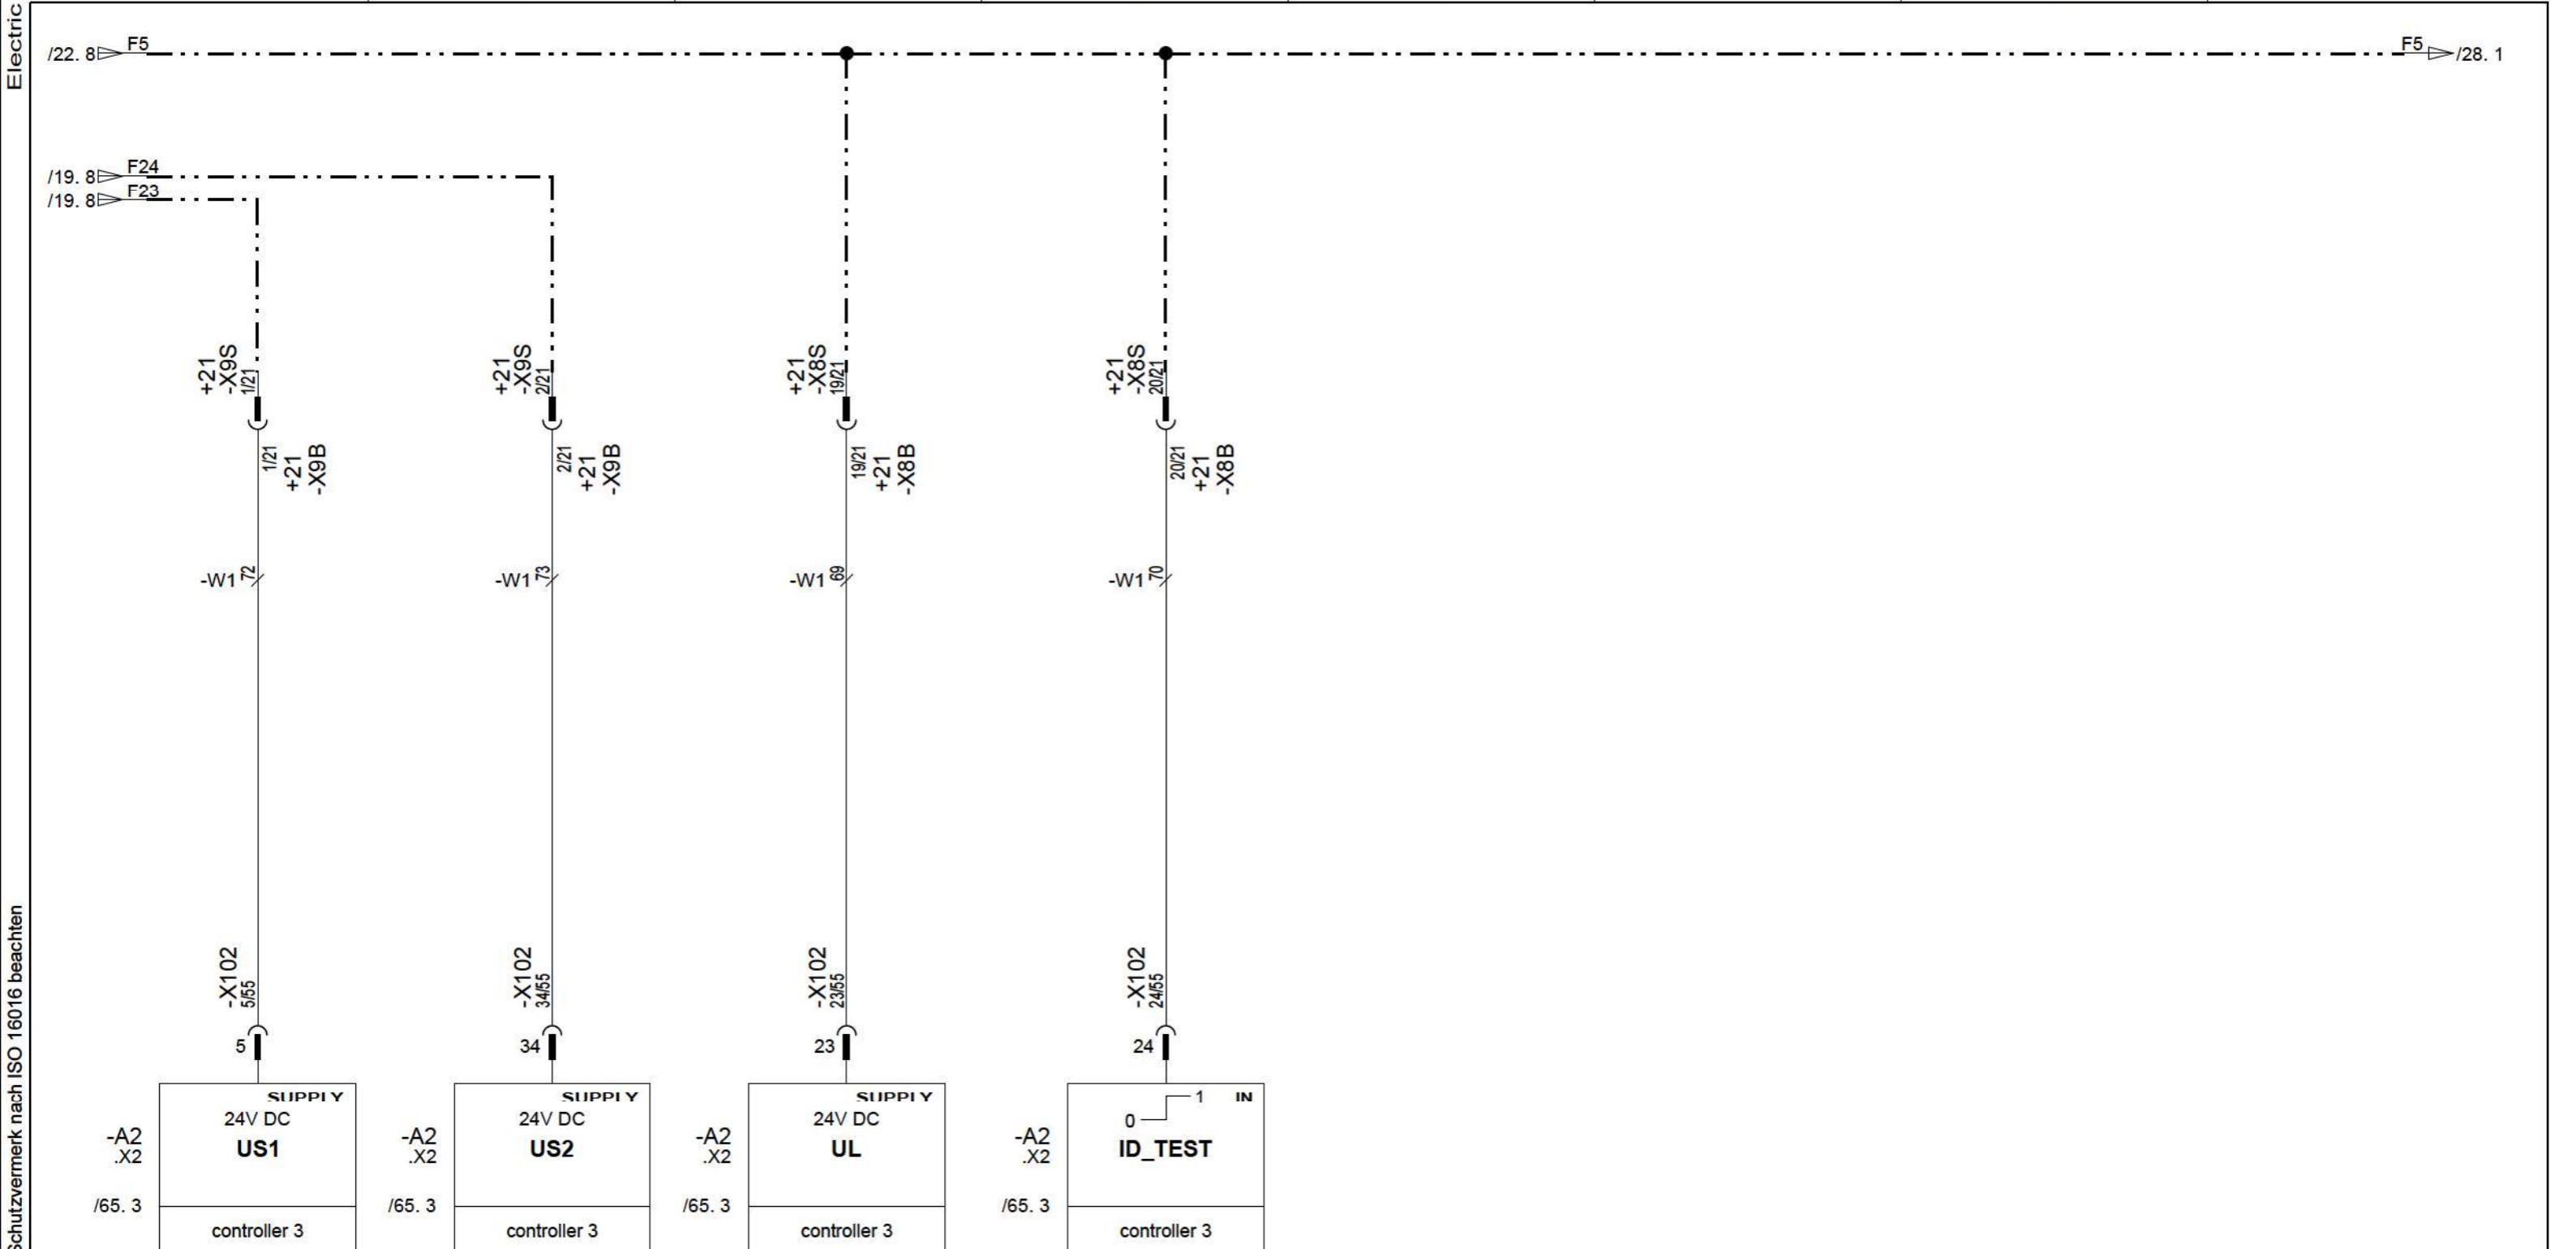 Electric
/22. 8
F5
F5
/28. 1
/19. 8
F24
/19. 8
F23
+21
-X9S
1/21
+21
-X9S
2/21
+21
-X8S
19/21
+21
-X8S
20/21
1/21
+21
-X9B
2/21
+21
-X9B
19/21
+21
-X8B
20/21
+21
-X8B
-W1 72
-W1 73
-W1 69
-W1 70
Schutzvermerk nach ISO 16016 beachten
-X102
5/55
-X102
34/55
-X102
23/55
-X102
24/55
5
34
23
24
SUPPLY
24V DC
US1
-A2
.X2
/65. 3
controller 3
SUPPLY
24V DC
US2
-A2
.X2
/65. 3
controller 3
SUPPLY
24V DC
UL
-A2
.X2
/65. 3
controller 3
1
IN
0
ID_TEST
-A2
.X2
/65. 3
controller 3